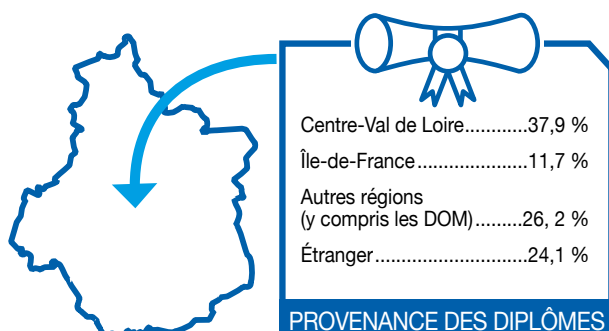 Centre-Val de Loire...........37,9 %
Île-de-France....................11,7 %
Autres régions
(y compris les DOM)........26, 2 %
Étranger............................24,1 %
PROVENANCE DES DIPLÔMES